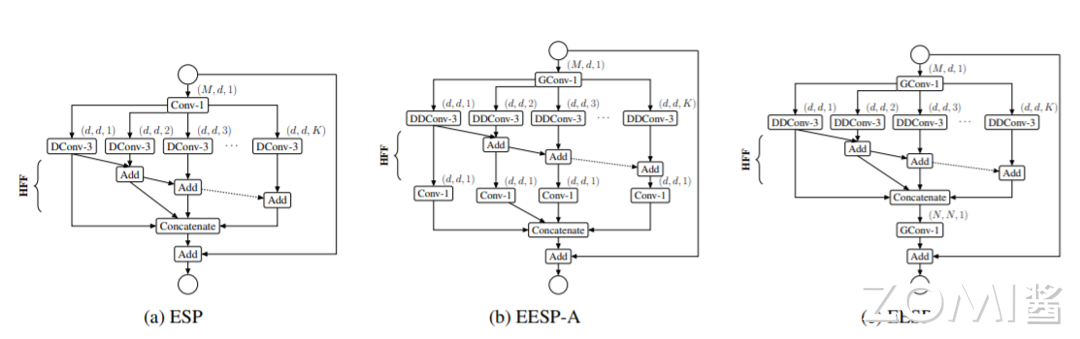 (M, d, 1)
Conv-1
(d, d, 1) (d, d, 2) (d, d, 3) (d, d, K)
DConv-3 DConv-3 DConv-3 ··· DConv-3
HFF
Add
Add
Add
Concatenate
Add
(a) ESP
(M, d, 1)
GConv-1
(d, d, 1) (d, d, 2) (d, d, 3) (d, d, K)
DDConv-3 DDConv-3 DDConv-3 ··· DDConv-3
HFF
Add
Add
Add
(d, d, 1) (d, d, 1) (d, d, 1) (d, d, 1)
Conv-1 Conv-1 Conv-1 Conv-1
Concatenate
Add
(b) EESP-A
(M, d, 1)
GConv-1
(d, d, 1) (d, d, 2) (d, d, 3) (d, d, K)
DDConv-3 DDConv-3 DDConv-3 ··· DDConv-3
HFF
Add
Add
Add
Concatenate
(N, N, 1)
GConv-1
Add
(c) EESP
ZOMI酱